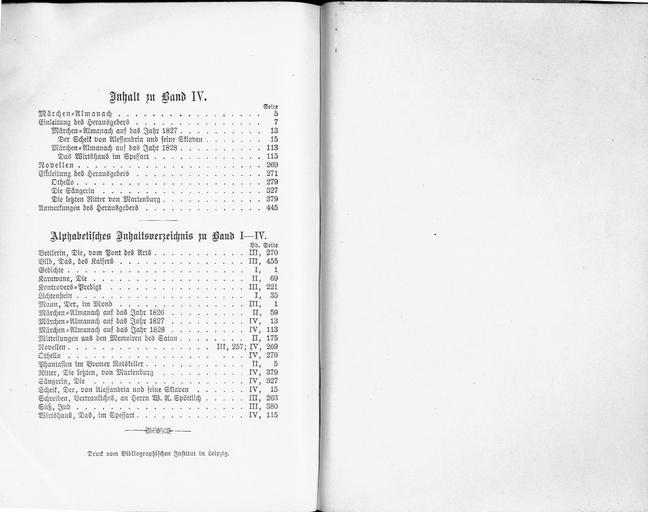 Inhalt zu Band IV.
Seite
Märchen-Almanach . . . . . . . . . . . . . . . . . 5
Einleitung des Herausgebers . . . . . . . . . . . . . . 7
Märchen-Almanach auf das Jahr 1827 . . . . . . . . . . 13
Der Scheik von Alessandria und seine Sklaven . . . . . . 15
Märchen-Almanach auf das Jahr 1828 . . . . . . . . . . 113
Das Wirtshaus im Spessart . . . . . . . . . . . . 115
Novellen . . . . . . . . . . . . . . . . . . . 269
Einleitung des Herausgebers . . . . . . . . . . . . . . 271
Othello . . . . . . . . . . . . . . . . . . . 279
Die Sängerin . . . . . . . . . . . . . . . . . 327
Die letzten Ritter von Marienburg . . . . . . . . . . . 379
Anmerkungen des Herausgebers . . . . . . . . . . . . . 445
Alphabetisches Inhaltsverzeichnis zu Band I—IV.
Bd. Seite
Bettlerin, Die, vom Pont des Arts . . . . . . . . . . . III, 270
Bild, Das, des Kaisers . . . . . . . . . . . . . . . III, 455
Gedichte . . . . . . . . . . . . . . . . . . . I, 1
Karawane, Die . . . . . . . . . . . . . . . . . II, 69
Kontrovers-Predigt . . . . . . . . . . . . . . . . III, 221
Lichtenstein . . . . . . . . . . . . . . . . . . I, 35
Mann, Der, im Mond . . . . . . . . . . . . . . . III, 1
Märchen-Almanach auf das Jahr 1826 . . . . . . . . . II, 59
Märchen-Almanach auf das Jahr 1827 . . . . . . . . . IV, 13
Märchen-Almanach auf das Jahr 1828 . . . . . . . . . IV, 113
Mitteilungen aus den Memoiren des Satan . . . . . . . . II, 175
Novellen . . . . . . . . . . . . . . . III, 257; IV, 269
Othello . . . . . . . . . . . . . . . . . . . IV, 279
Phantasien im Bremer Ratskeller . . . . . . . . . . . II, 5
Ritter, Die letzten, von Marienburg . . . . . . . . . . IV, 379
Sängerin, Die . . . . . . . . . . . . . . . . . IV, 327
Scheik, Der, von Alessandria und seine Sklaven . . . . . . IV, 15
Schreiben, Vertrauliches, an Herrn W. A. Spöttlich . . . . . III, 263
Süß, Jud . . . . . . . . . . . . . . . . . . . III, 380
Wirtshaus, Das, im Spessart . . . . . . . . . . . . . IV, 115
Druck vom Bibliographischen Institut in Leipzig.